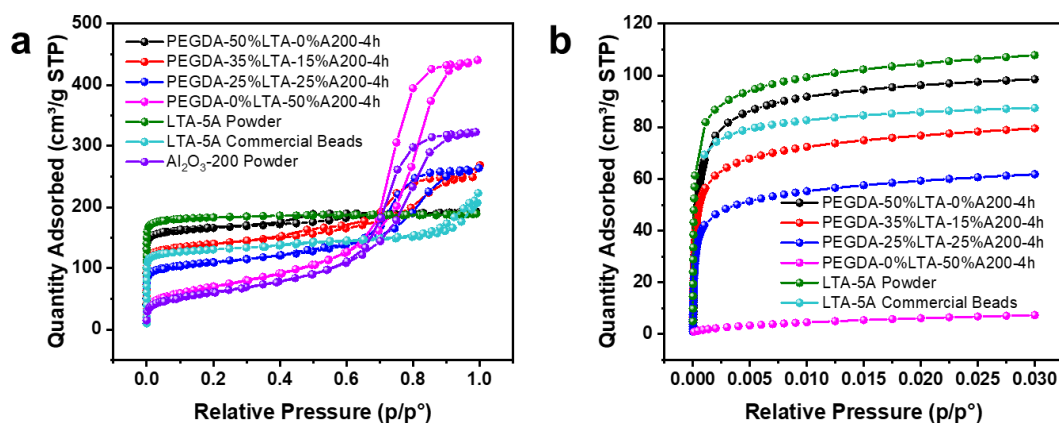 a
Quantity Adsorbed (cm³/g STP)
500
450
400
300
200
100
0
PEGDA-50%LTA-0%A200-4h
PEGDA-35%LTA-15%A200-4h
PEGDA-25%LTA-25%A200-4h
PEGDA-0%LTA-50%A200-4h
LTA-5A Powder
LTA-5A Commercial Beads
Al₂O₃-200 Powder
0.0 0.2 0.4 0.6 0.8 1.0
Relative Pressure (p/p°)
b
Quantity Adsorbed (cm³/g STP)
120
100
80
60
40
20
0
PEGDA-50%LTA-0%A200-4h
PEGDA-35%LTA-15%A200-4h
PEGDA-25%LTA-25%A200-4h
PEGDA-0%LTA-50%A200-4h
LTA-5A Powder
LTA-5A Commercial Beads
0.000 0.005 0.010 0.015 0.020 0.025 0.030
Relative Pressure (p/p°)